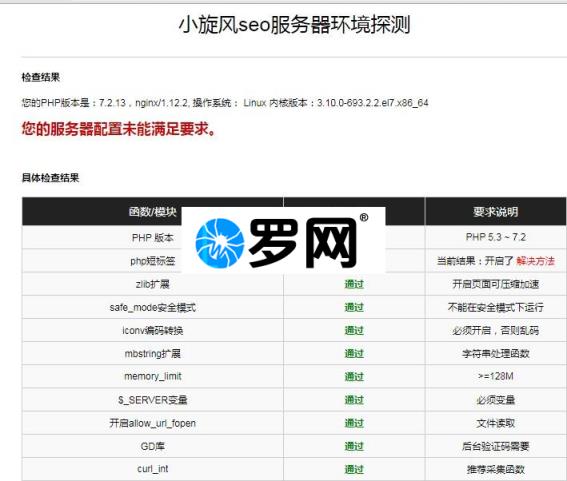 小旋风seo服务器环境探测
检查结果
您的PHP版本是：7.2.13，nginx/1.12.2, 操作系统： Linux 内核版本：3.10.0-693.2.2.el7.x86_64
您的服务器配置未能满足要求。
具体检查结果
函数/模块 要求说明
罗网®
PHP 版本 PHP 5.3 ~ 7.2
php短标签 当前结果：开启了 解决方法
zlib扩展 通过 开启页面可压缩加速
safe_mode安全模式 通过 不能在安全模式下运行
iconv编码转换 通过 必须开启，否则乱码
mbstring扩展 通过 字符串处理函数
memory_limit 通过 >=128M
$_SERVER变量 通过 必须变量
开启allow_url_fopen 通过 文件读取
GD库 通过 后台验证码需要
curl_int 通过 推荐采集函数